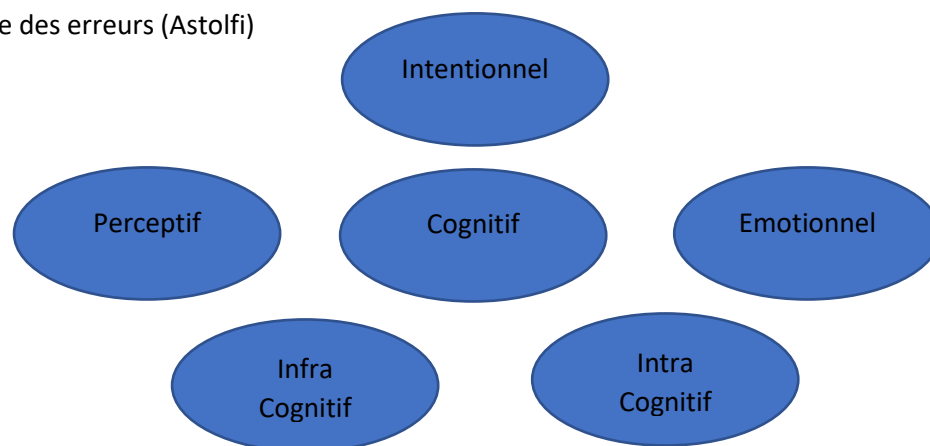 e des erreurs (Astolfi)
Intentionnel
Perceptif
Cognitif
Emotionnel
Infra
Cognitif
Intra
Cognitif